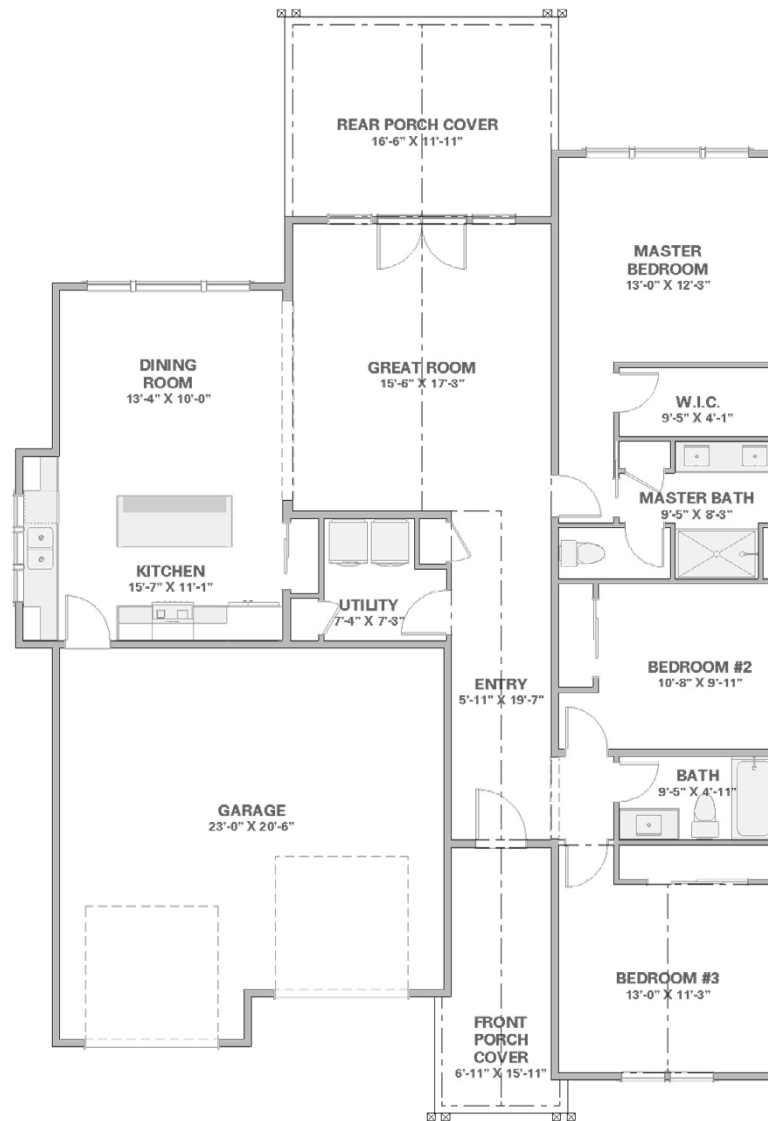 REAR PORCH COVER
16'-6" X 11'-11"
MASTER
BEDROOM
13'-0" X 12'-3"
DINING
ROOM
13'-4" X 10'-0"
GREAT ROOM
15'-6" X 17'-3"
W.I.C.
9'-5" X 4'-1"
MASTER BATH
9'-5" X 8'-3"
KITCHEN
15'-7" X 11'-1"
UTILITY
7'-4" X 7'-3"
BEDROOM #2
10'-8" X 9'-11"
ENTRY
5'-11" X 19'-7"
BATH
9'-5" X 4'-11"
GARAGE
23'-0" X 20'-6"
BEDROOM #3
13'-0" X 11'-3"
FRONT
PORCH
COVER
6'-11" X 15'-11"